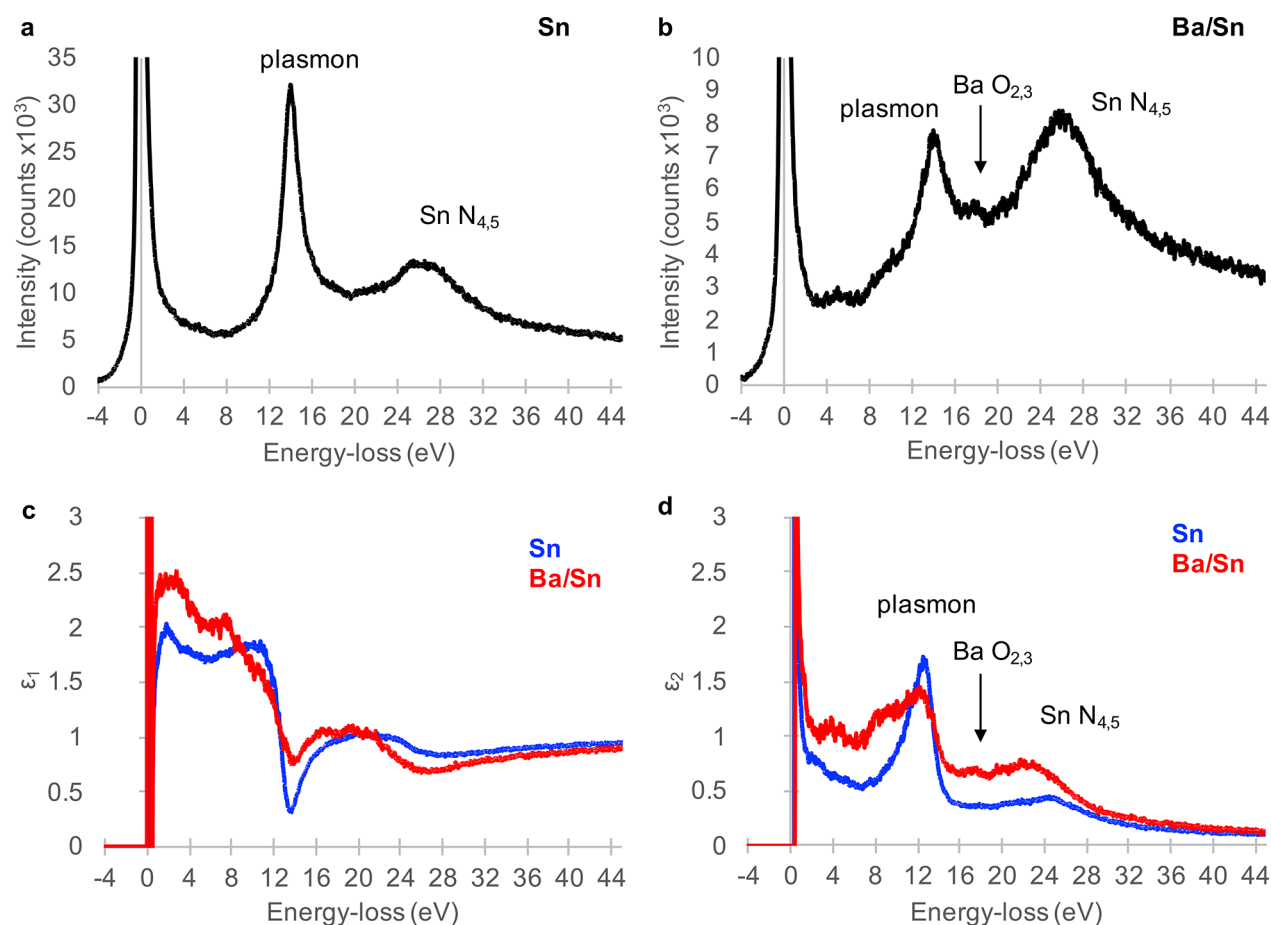 a
Sn
plasmon
Sn N4,5
Intensity (counts x10³)
35
30
25
20
15
10
5
0
-4 0 4 8 12 16 20 24 28 32 36 40 44
Energy-loss (eV)
b
Ba/Sn
plasmon
Ba O2,3
Sn N4,5
Intensity (counts x10³)
10
9
8
7
6
5
4
3
2
1
0
-4 0 4 8 12 16 20 24 28 32 36 40 44
Energy-loss (eV)
c
Sn
Ba/Sn
ε1
3
2.5
2
1.5
1
0.5
0
-4 0 4 8 12 16 20 24 28 32 36 40 44
Energy-loss (eV)
d
Sn
Ba/Sn
plasmon
Ba O2,3
Sn N4,5
ε2
3
2.5
2
1.5
1
0.5
0
-4 0 4 8 12 16 20 24 28 32 36 40 44
Energy-loss (eV)